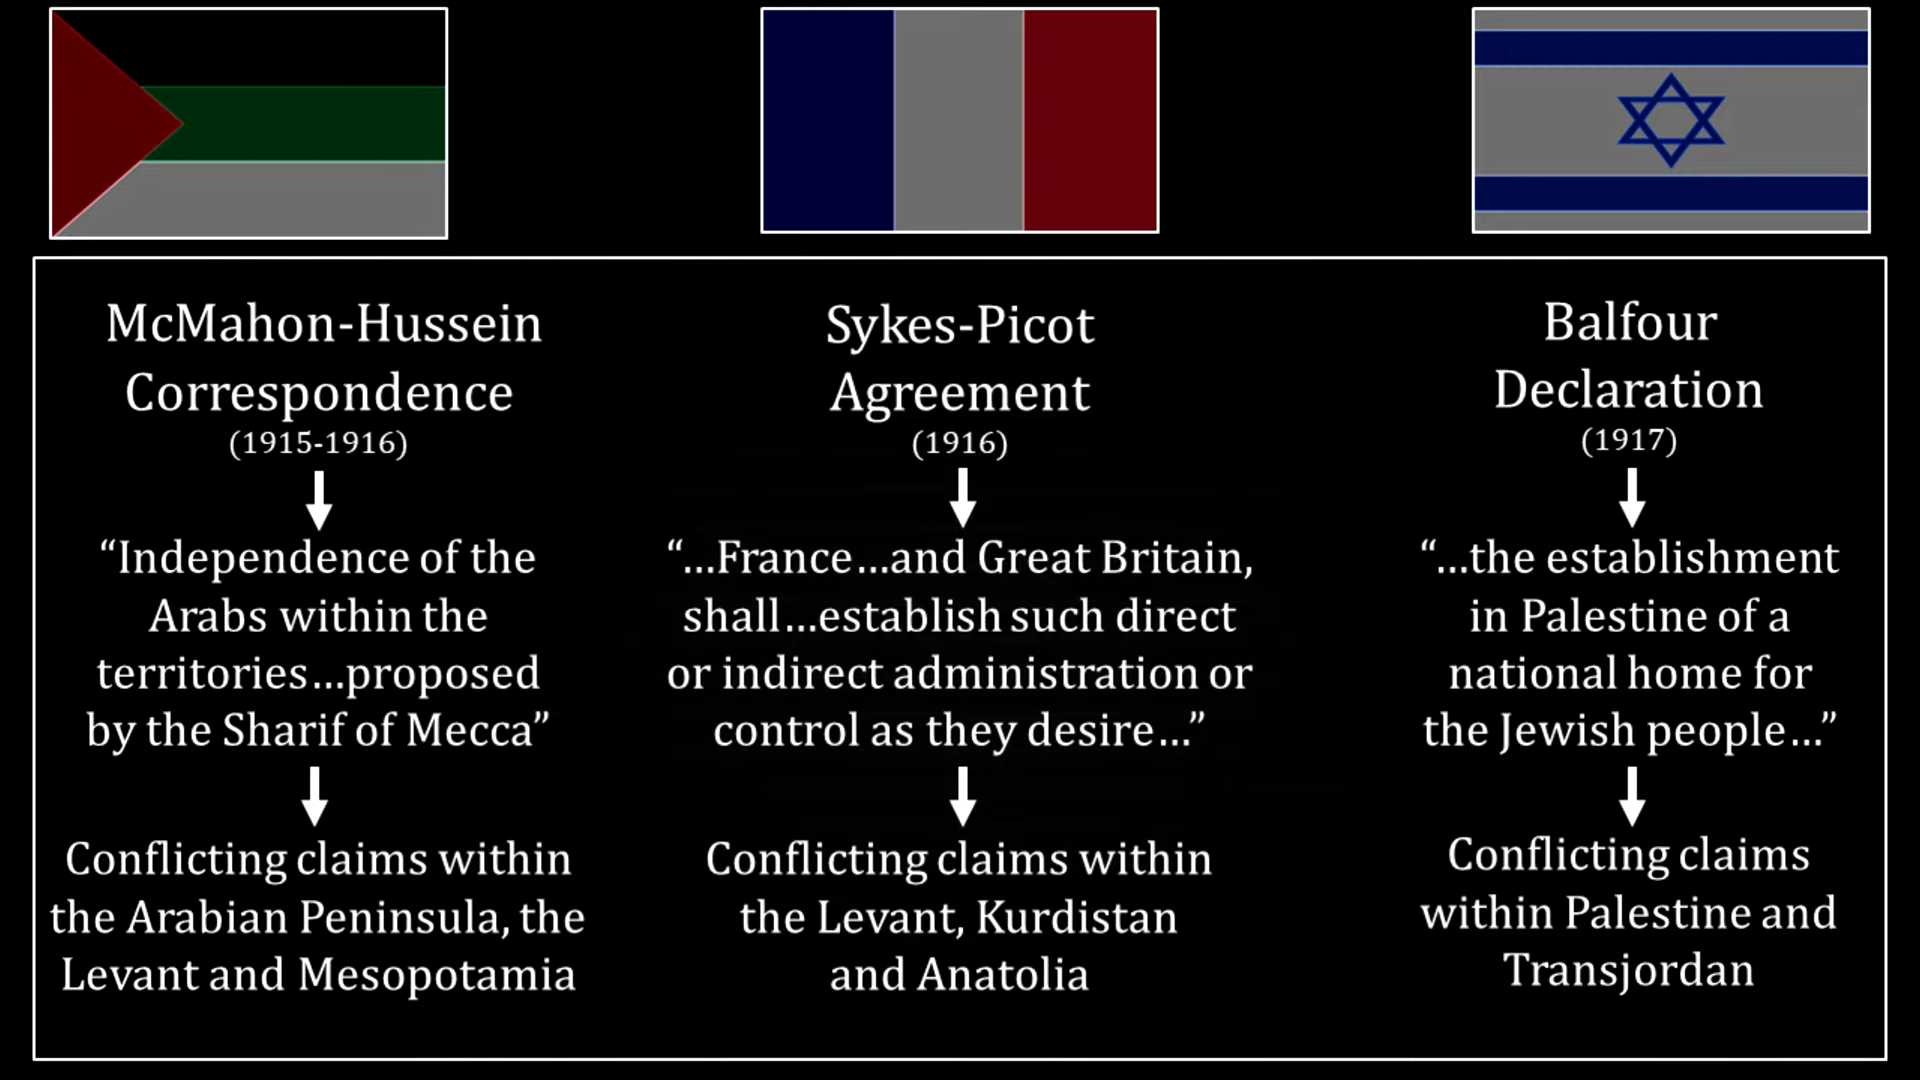 McMahon-Hussein
Correspondence
(1915-1916)
“Independence of the
Arabs within the
territories…proposed
by the Sharif of Mecca”
Conflicting claims within
the Arabian Peninsula, the
Levant and Mesopotamia
Sykes-Picot
Agreement
(1916)
“…France…and Great Britain,
shall…establish such direct
or indirect administration or
control as they desire…”
Conflicting claims within
the Levant, Kurdistan
and Anatolia
Balfour
Declaration
(1917)
“…the establishment
in Palestine of a
national home for
the Jewish people…”
Conflicting claims
within Palestine and
Transjordan